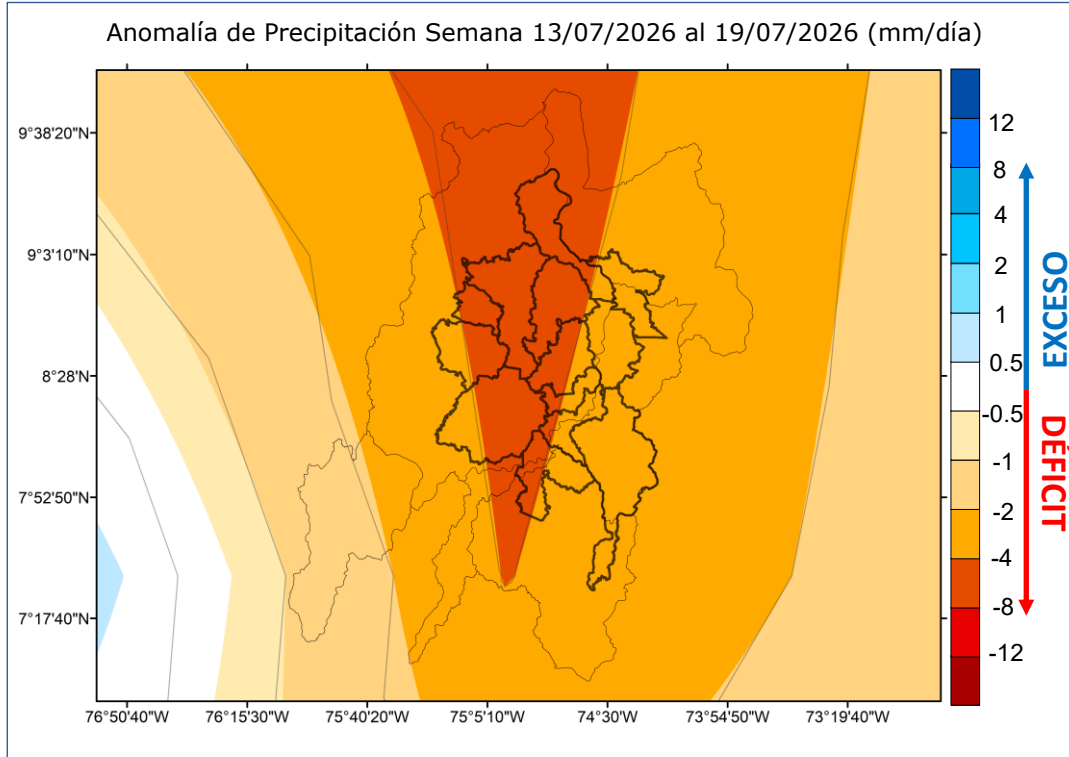 Anomalía de Precipitación Semana 13/07/2026 al 19/07/2026 (mm/día)
9°38'20"N
9°3'10"N
8°28'N
7°52'50"N
7°17'40"N
76°50'40"W
76°15'30"W
75°40'20"W
75°5'10"W
74°30'W
73°54'50"W
73°19'40"W
12
8
4
2
1
0.5
-0.5
-1
-2
-4
-8
-12
EXCESO
DÉFICIT